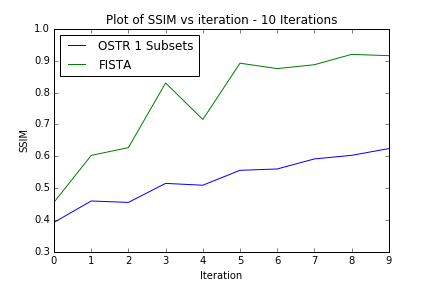 Plot of SSIM vs iteration - 10 Iterations
OSTR 1 Subsets
FISTA
SSIM
1.0
0.9
0.8
0.7
0.6
0.5
0.4
0.3
0 1 2 3 4 5 6 7 8 9
Iteration